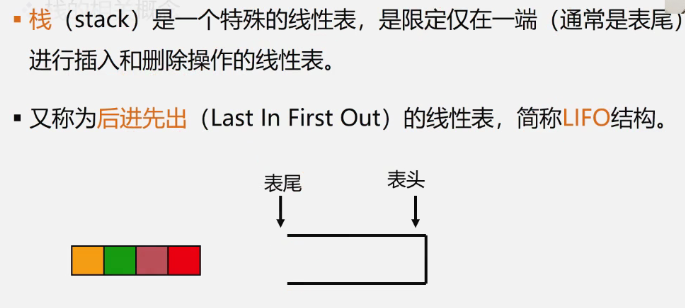 ▪ 栈（stack）是一个特殊的线性表，是限定仅在一端（通常是表尾）
进行插入和删除操作的线性表。
▪ 又称为后进先出（Last In First Out）的线性表，简称LIFO结构。
表尾 表头